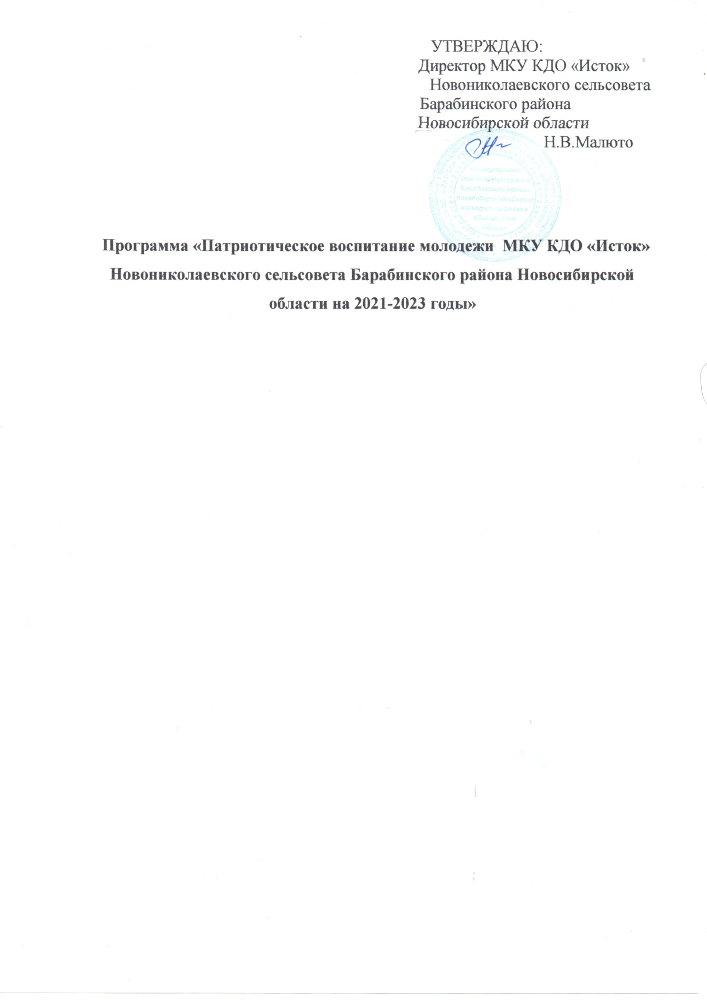 УТВЕРЖДАЮ:
Директор МКУ КДО «Исток»
Новониколаевского сельсовета
Барабинского района
Новосибирской области
Н.В.Малюто
Муниципальное
казенное учреждение
Барабинского района
Новосибирской области
культурно-досуговое
объединение
«Исток»
Программа «Патриотическое воспитание молодежи МКУ КДО «Исток»
Новониколаевского сельсовета Барабинского района Новосибирской
области на 2021-2023 годы»